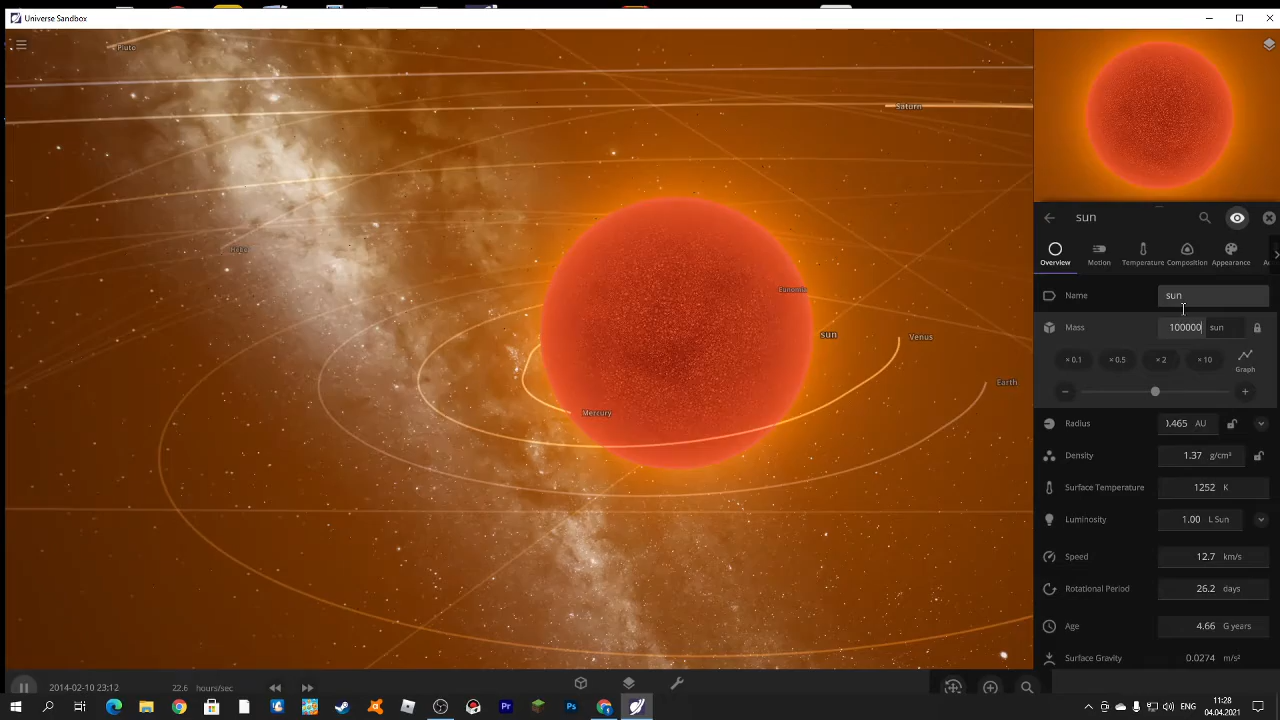 Universe Sandbox
Pluto
Saturn
sun
Overview
Motion
Temperature
Composition
Appearance
Name
sun
Mass
100000
sun
× 0.1
× 0.5
× 2
× 10
Graph
Eunomia
sun
Venus
Earth
Mercury
Radius
0.465 AU
Density
1.37 g/cm³
Surface Temperature
1252 K
Luminosity
1.00 L Sun
Speed
12.7 km/s
Rotational Period
26.2 days
Age
4.66 G years
Surface Gravity
0.0274 m/s²
2014-02-10 23:12
22.6 hours/sec
ENG
11:28
04.04.2021